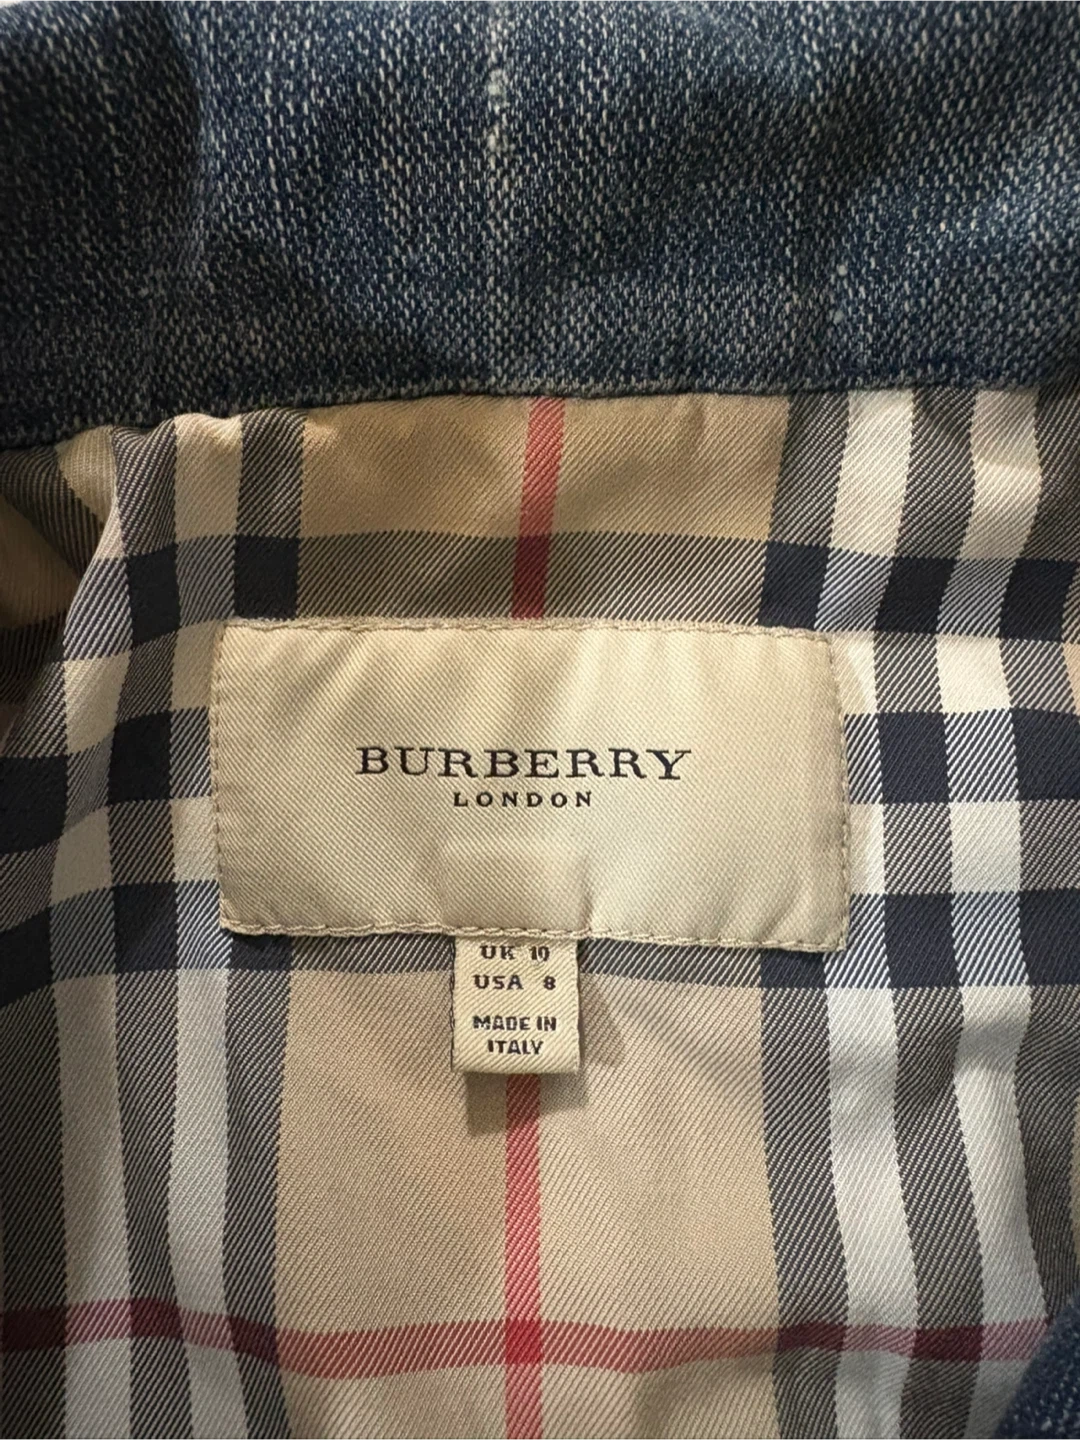 BURBERRY
LONDON
UK 10
USA 8
MADE IN
ITALY